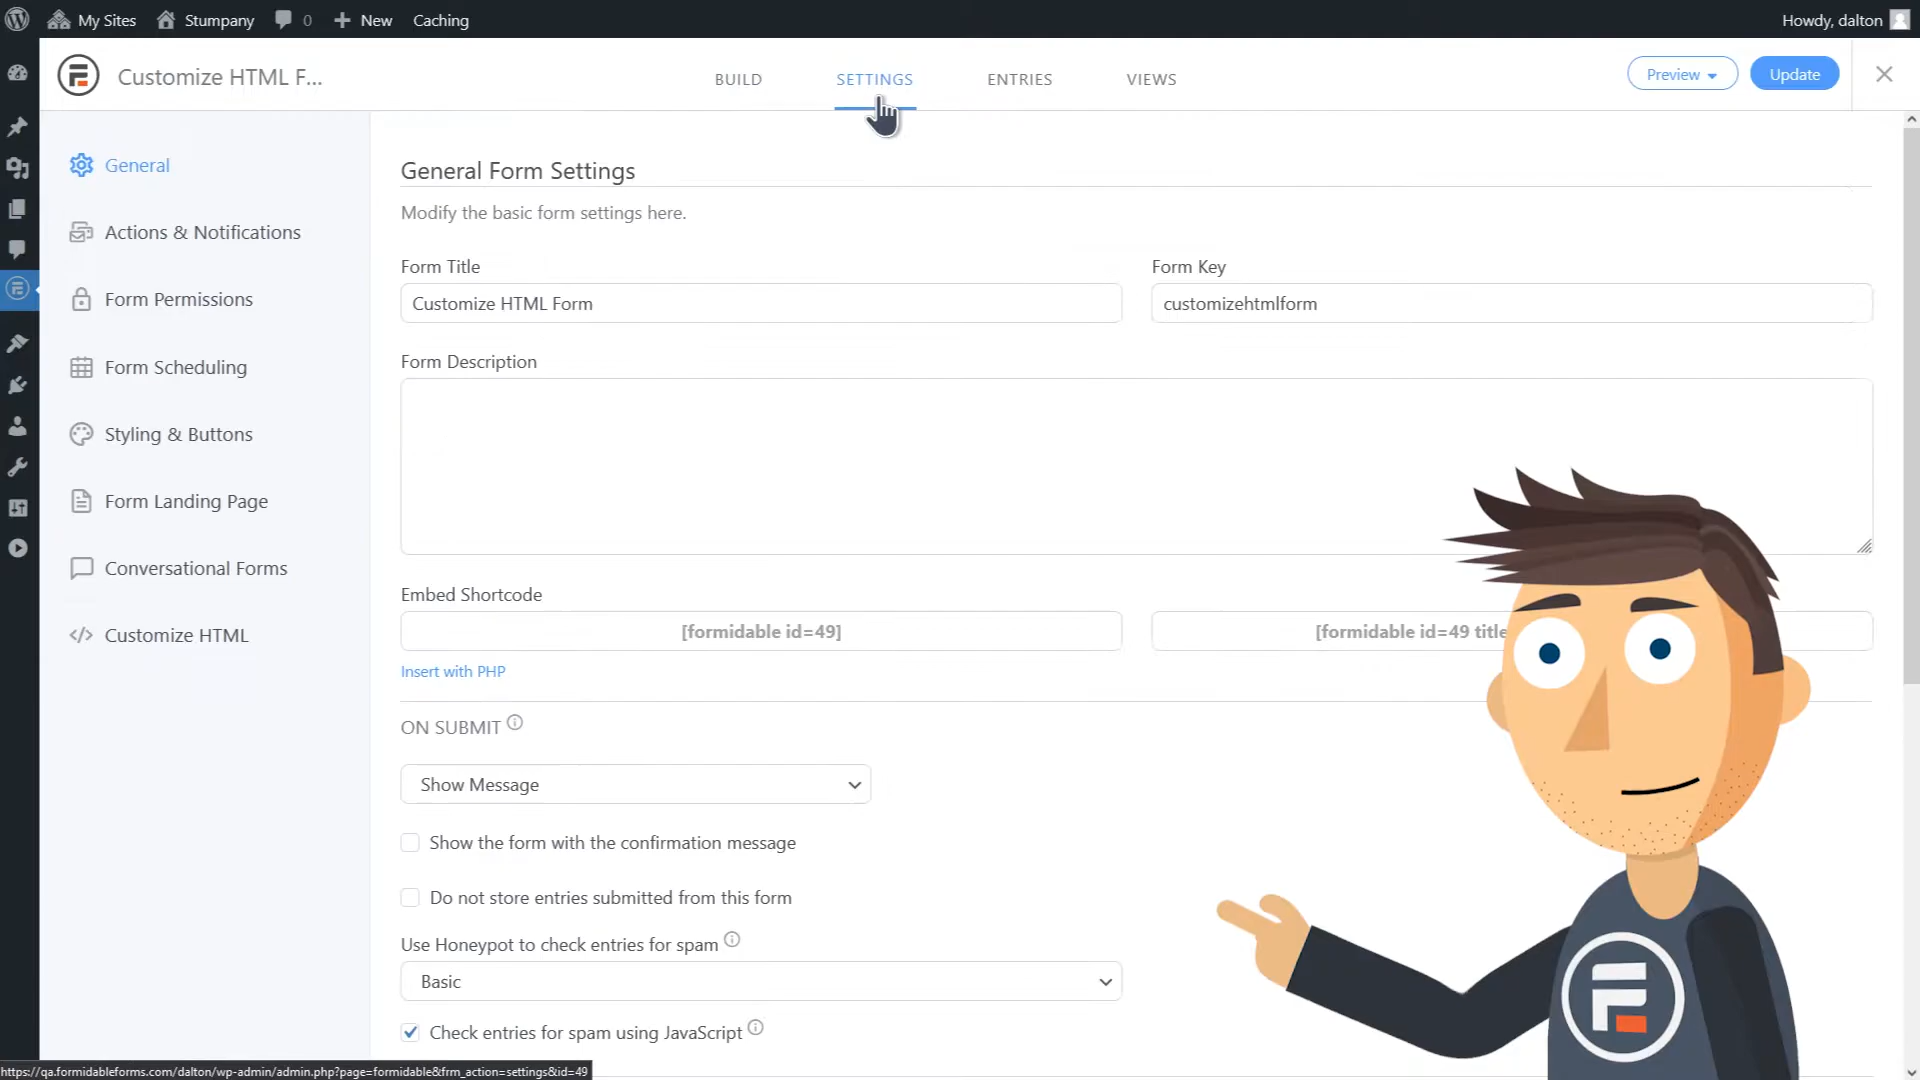 My Sites Stumpany 0 New Caching Howdy, dalton
Customize HTML F... BUILD SETTINGS ENTRIES VIEWS Preview Update
General
Actions & Notifications
Form Permissions
Form Scheduling
Styling & Buttons
Form Landing Page
Conversational Forms
Customize HTML
General Form Settings
Modify the basic form settings here.
Form Title Form Key
Customize HTML Form customizehtmlform
Form Description
Embed Shortcode
[formidable id=49] [formidable id=49 title
Insert with PHP
ON SUBMIT
Show Message
Show the form with the confirmation message
Do not store entries submitted from this form
Use Honeypot to check entries for spam
Basic
Check entries for spam using JavaScript
https://qa.formidableforms.com/dalton/wp-admin/admin.php?page=formidable&frm_action=settings&id=49